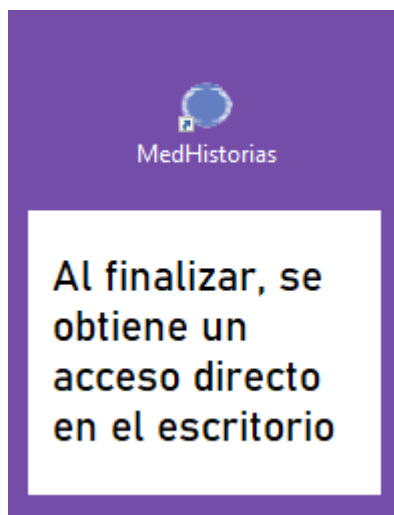 MedHistorias
Al finalizar, se
obtiene un
acceso directo
en el escritorio